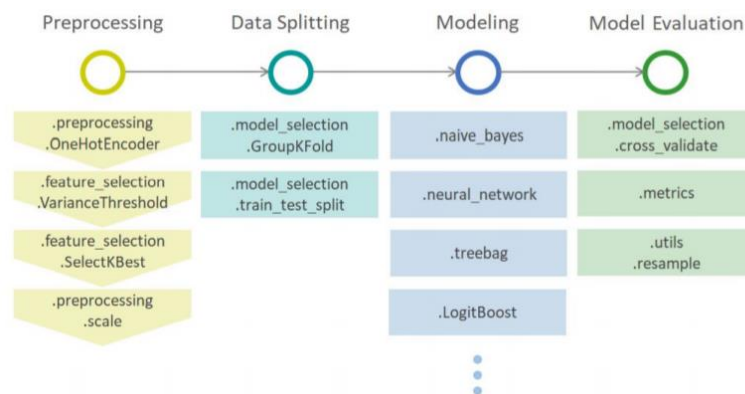 Preprocessing
Data Splitting
Modeling
Model Evaluation
.preprocessing
.OneHotEncoder
.feature_selection
.VarianceThreshold
.feature_selection
.SelectKBest
.preprocessing
.scale
.model_selection
.GroupKFold
.model_selection
.train_test_split
.naive_bayes
.neural_network
.treebag
.LogitBoost
.model_selection
.cross_validate
.metrics
.utils
.resample